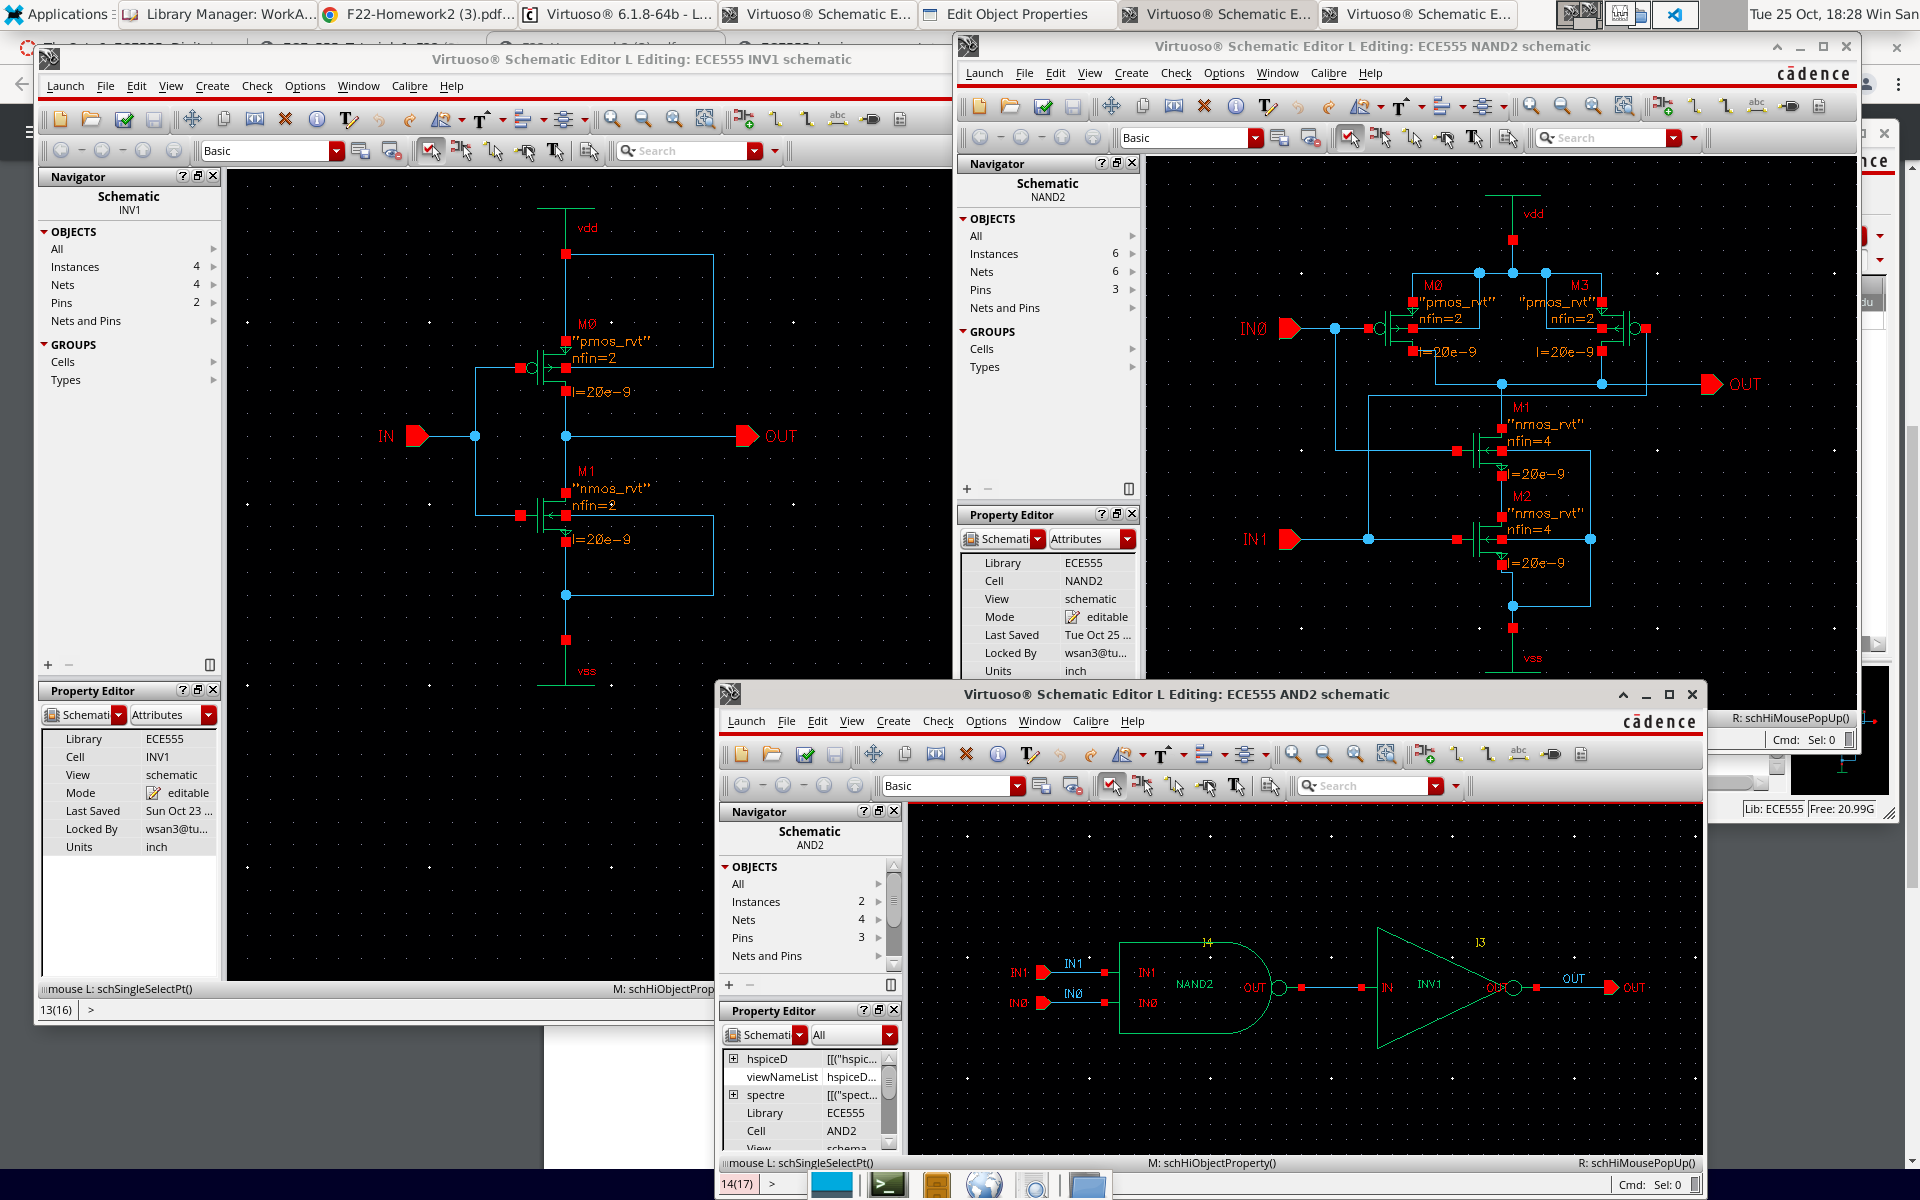 Applications
Library Manager: WorkA...
F22-Homework2 (3).pdf...
Virtuoso® 6.1.8-64b - L...
Virtuoso® Schematic E...
Edit Object Properties
Virtuoso® Schematic E...
Virtuoso® Schematic E...
Tue 25 Oct, 18:28 Win San
Virtuoso® Schematic Editor L Editing: ECE555 INV1 schematic
Launch File Edit View Create Check Options Window Calibre Help
Basic
Search
Navigator
Schematic
INV1
OBJECTS
All
Instances 4
Nets 4
Pins 2
Nets and Pins
GROUPS
Cells
Types
Property Editor
Schemati Attributes
Library ECE555
Cell INV1
View schematic
Mode editable
Last Saved Sun Oct 23 ...
Locked By wsan3@tu...
Units inch
vdd
M0
"pmos_rvt"
nfin=2
l=20e-9
IN
OUT
M1
"nmos_rvt"
nfin=2
l=20e-9
vss
mouse L: schSingleSelectPt()
M: schHiObjectProp
13(16) >
Virtuoso® Schematic Editor L Editing: ECE555 NAND2 schematic
Launch File Edit View Create Check Options Window Calibre Help
cādence
Basic
Search
Navigator
Schematic
NAND2
OBJECTS
All
Instances 6
Nets 6
Pins 3
Nets and Pins
GROUPS
Cells
Types
Property Editor
Schemati Attributes
Library ECE555
Cell NAND2
View schematic
Mode editable
Last Saved Tue Oct 25 ...
Locked By wsan3@tu...
Units inch
vdd
M0 M3
"pmos_rvt" "pmos_rvt"
nfin=2 nfin=2
IN0
l=20e-9 l=20e-9
OUT
M1
"nmos_rvt"
nfin=4
l=20e-9
M2
"nmos_rvt"
nfin=4
IN1
l=20e-9
vss
R: schHiMousePopUp()
Cmd: Sel: 0
nce
du
Lib: ECE555 Free: 20.99G
Virtuoso® Schematic Editor L Editing: ECE555 AND2 schematic
Launch File Edit View Create Check Options Window Calibre Help
cādence
Basic
Search
Navigator
Schematic
AND2
OBJECTS
All
Instances 2
Nets 4
Pins 3
Nets and Pins
Property Editor
Schemati All
hspiceD [[("hspic...
viewNameList hspiceD...
spectre [[("spect...
Library ECE555
Cell AND2
View schema
I4 I3
IN1 IN1 IN1
IN0 IN0 IN0
NAND2 OUT
IN INV1 OUT
OUT OUT
mouse L: schSingleSelectPt()
M: schHiObjectProperty()
R: schHiMousePopUp()
14(17) >
Cmd: Sel: 0